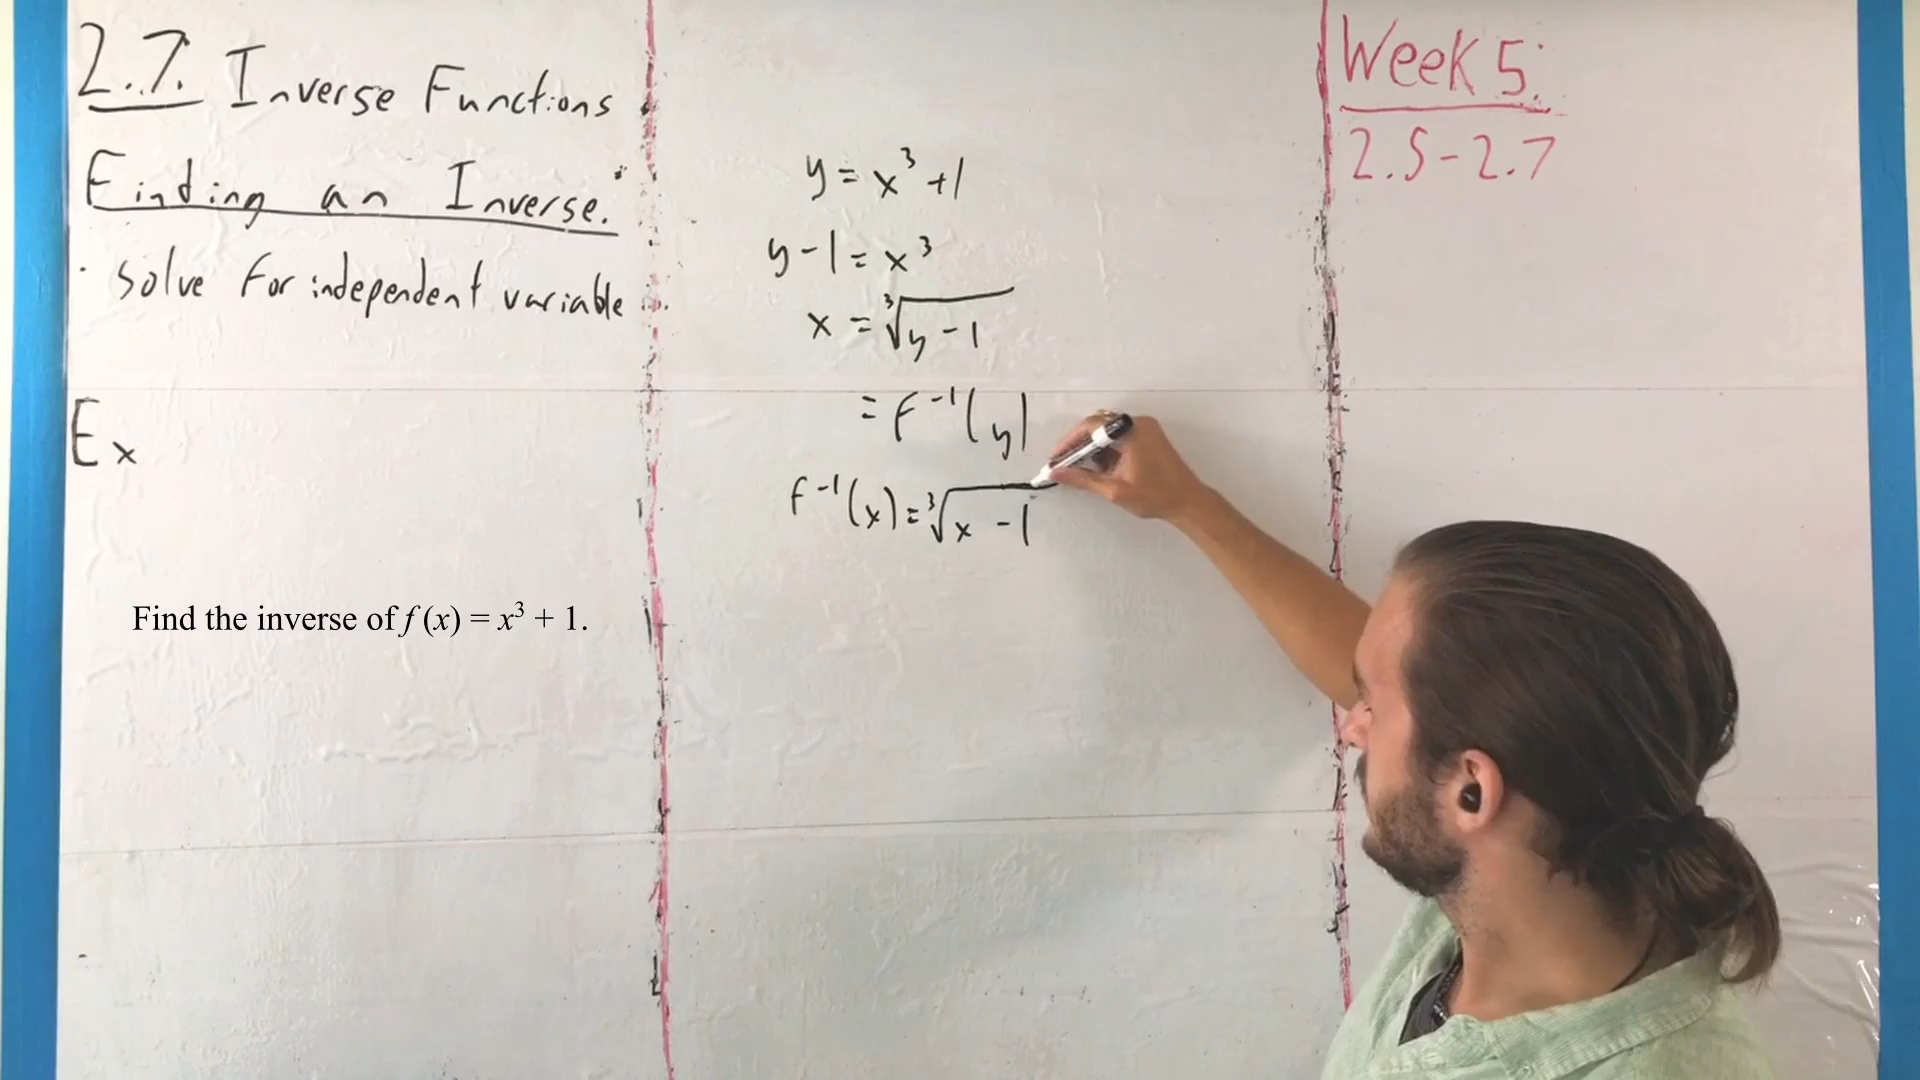 2.7. Inverse Functions
Finding an Inverse.
· solve for independent variable
Ex
Find the inverse of f (x) = x³ + 1.
y = x³ + 1
y - 1 = x³
x = ∛(y - 1)
= f⁻¹(y)
f⁻¹(x) = ∛(x - 1)
Week 5:
2.5-2.7